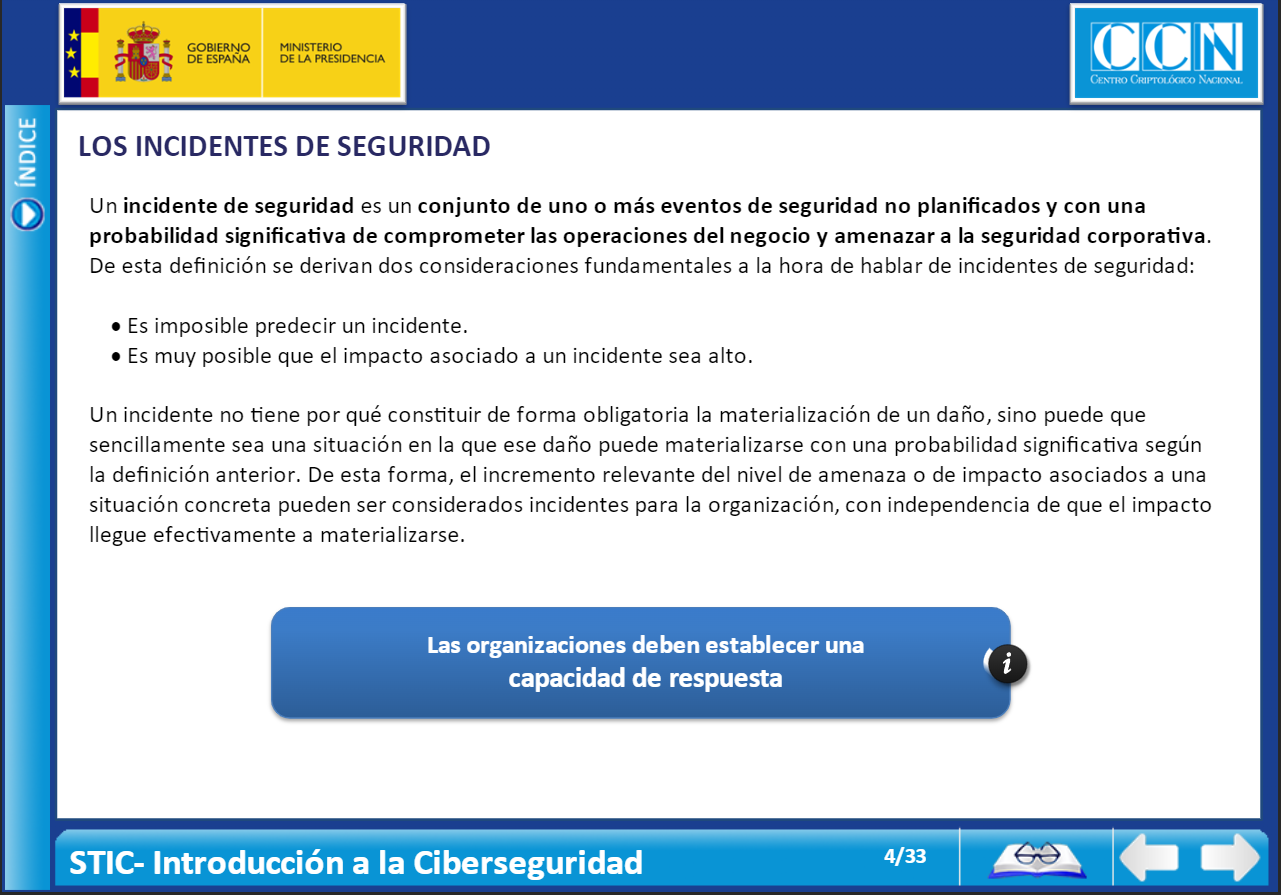 GOBIERNO
DE ESPAÑA
MINISTERIO
DE LA PRESIDENCIA
CCN
CENTRO CRIPTOLÓGICO NACIONAL
ÍNDICE
LOS INCIDENTES DE SEGURIDAD
Un incidente de seguridad es un conjunto de uno o más eventos de seguridad no planificados y con una
probabilidad significativa de comprometer las operaciones del negocio y amenazar a la seguridad corporativa.
De esta definición se derivan dos consideraciones fundamentales a la hora de hablar de incidentes de seguridad:
• Es imposible predecir un incidente.
• Es muy posible que el impacto asociado a un incidente sea alto.
Un incidente no tiene por qué constituir de forma obligatoria la materialización de un daño, sino puede que
sencillamente sea una situación en la que ese daño puede materializarse con una probabilidad significativa según
la definición anterior. De esta forma, el incremento relevante del nivel de amenaza o de impacto asociados a una
situación concreta pueden ser considerados incidentes para la organización, con independencia de que el impacto
llegue efectivamente a materializarse.
Las organizaciones deben establecer una
capacidad de respuesta
i
STIC- Introducción a la Ciberseguridad
4/33